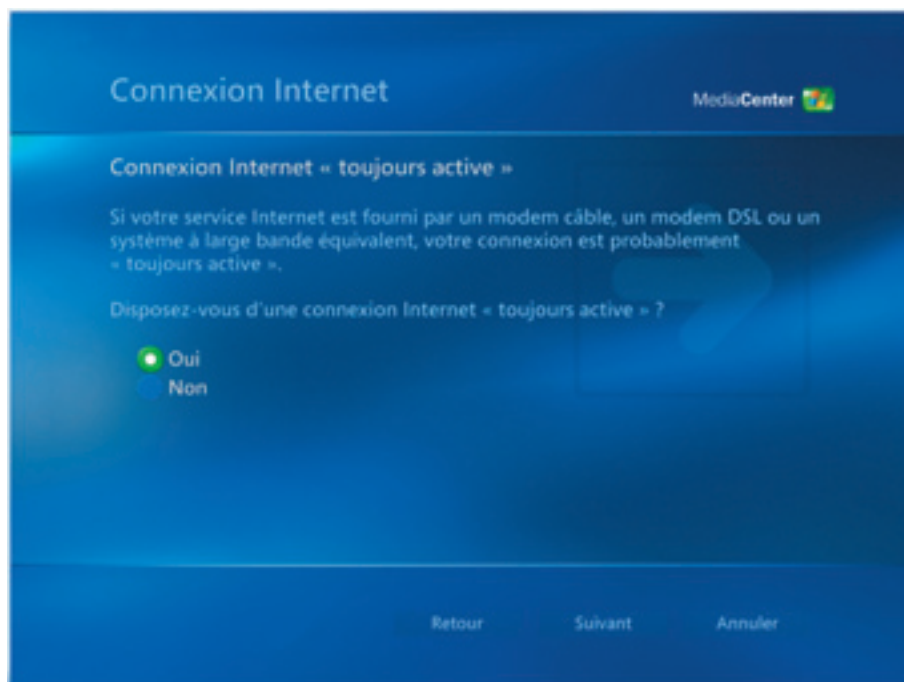 Connexion Internet
MediaCenter
Connexion Internet « toujours active »
Si votre service Internet est fourni par un modem câble, un modem DSL ou un
système à large bande équivalent, votre connexion est probablement
« toujours active ».
Disposez-vous d'une connexion Internet « toujours active » ?
Oui
Non
Retour Suivant Annuler